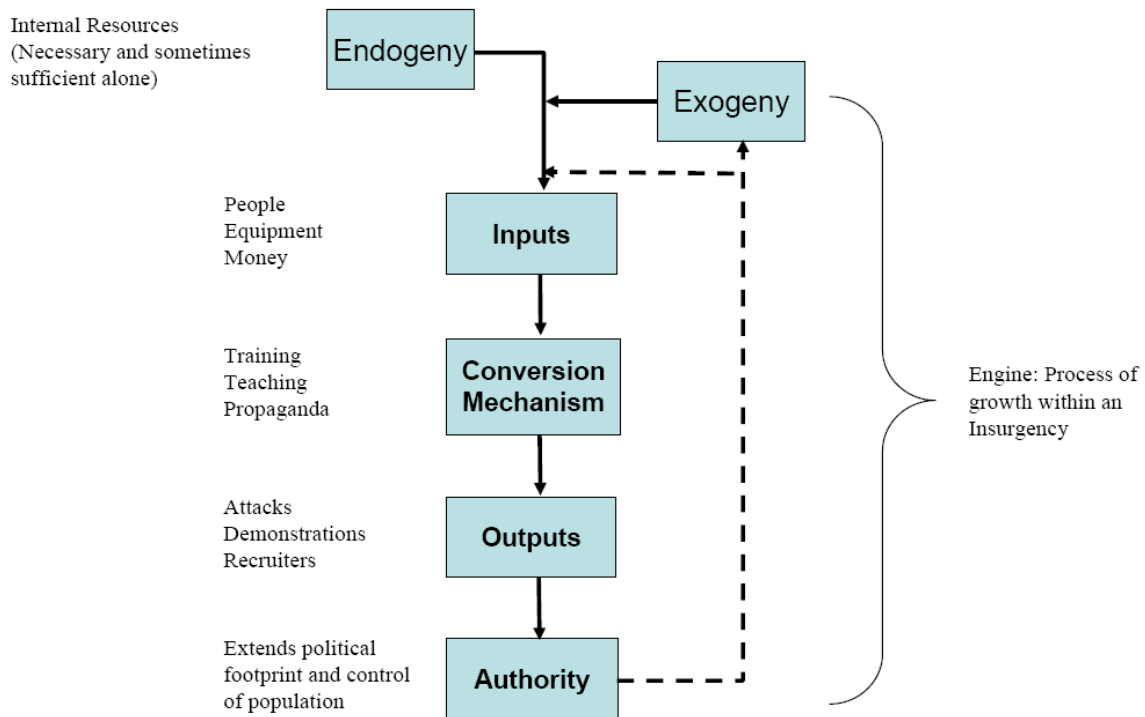 Internal Resources
(Necessary and sometimes
sufficient alone)
Endogeny
Exogeny
People
Equipment
Money
Inputs
Training
Teaching
Propaganda
Conversion
Mechanism
Engine: Process of
growth within an
Insurgency
Attacks
Demonstrations
Recruiters
Outputs
Extends political
footprint and control
of population
Authority